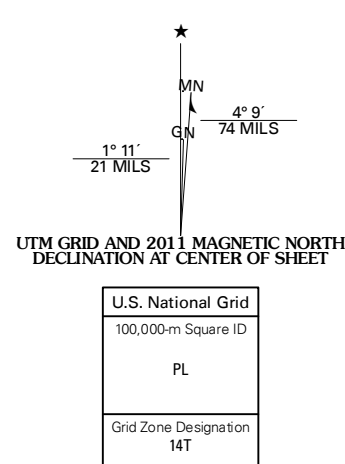 ★
MN
GN
4° 9´
74 MILS
1° 11´
21 MILS
UTM GRID AND 2011 MAGNETIC NORTH
DECLINATION AT CENTER OF SHEET
U.S. National Grid
100,000-m Square ID
PL
Grid Zone Designation
14T